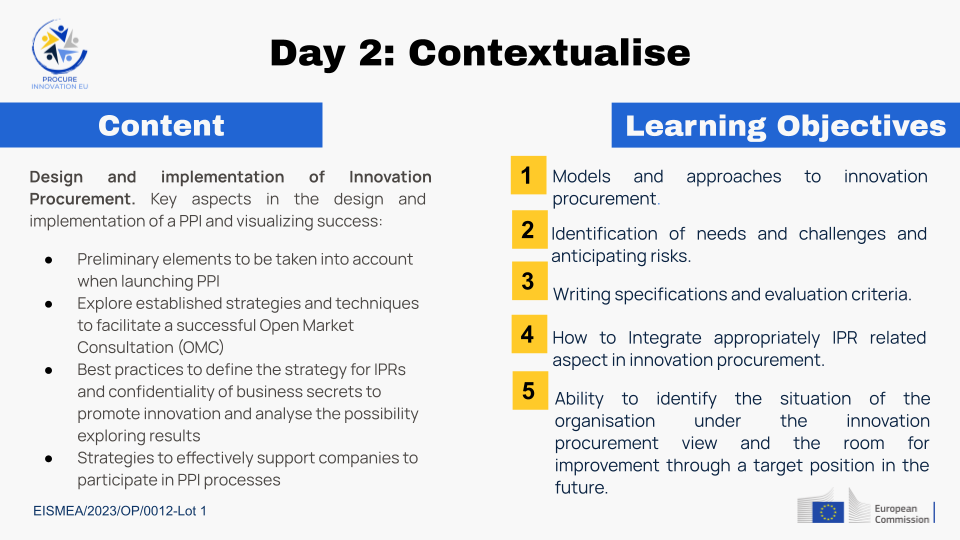 PROCURE
INNOVATION EU
Day 2: Contextualise
Content
Design and implementation of Innovation
Procurement. Key aspects in the design and
implementation of a PPI and visualizing success:
● Preliminary elements to be taken into account
when launching PPI
● Explore established strategies and techniques
to facilitate a successful Open Market
Consultation (OMC)
● Best practices to define the strategy for IPRs
and confidentiality of business secrets to
promote innovation and analyse the possibility
exploring results
● Strategies to effectively support companies to
participate in PPI processes
EISMEA/2023/OP/0012-Lot 1
Learning Objectives
1 Models and approaches to innovation
procurement.
2 Identification of needs and challenges and
anticipating risks.
3 Writing specifications and evaluation criteria.
4 How to Integrate appropriately IPR related
aspect in innovation procurement.
5 Ability to identify the situation of the
organisation under the innovation
procurement view and the room for
improvement through a target position in the
future.
European
Commission